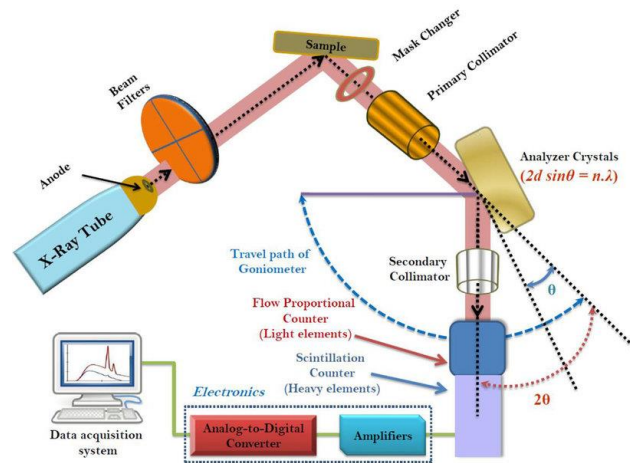 Sample
Mask Changer
Primary Collimator
Beam
Filters
Anode
X-Ray Tube
Analyzer Crystals
(2d sinθ = n.λ)
Travel path of
Goniometer
Secondary
Collimator
θ
Flow Proportional
Counter
(Light elements)
Scintillation
Counter
(Heavy elements)
2θ
Electronics
Analog-to-Digital
Converter
Amplifiers
Data acquisition
system